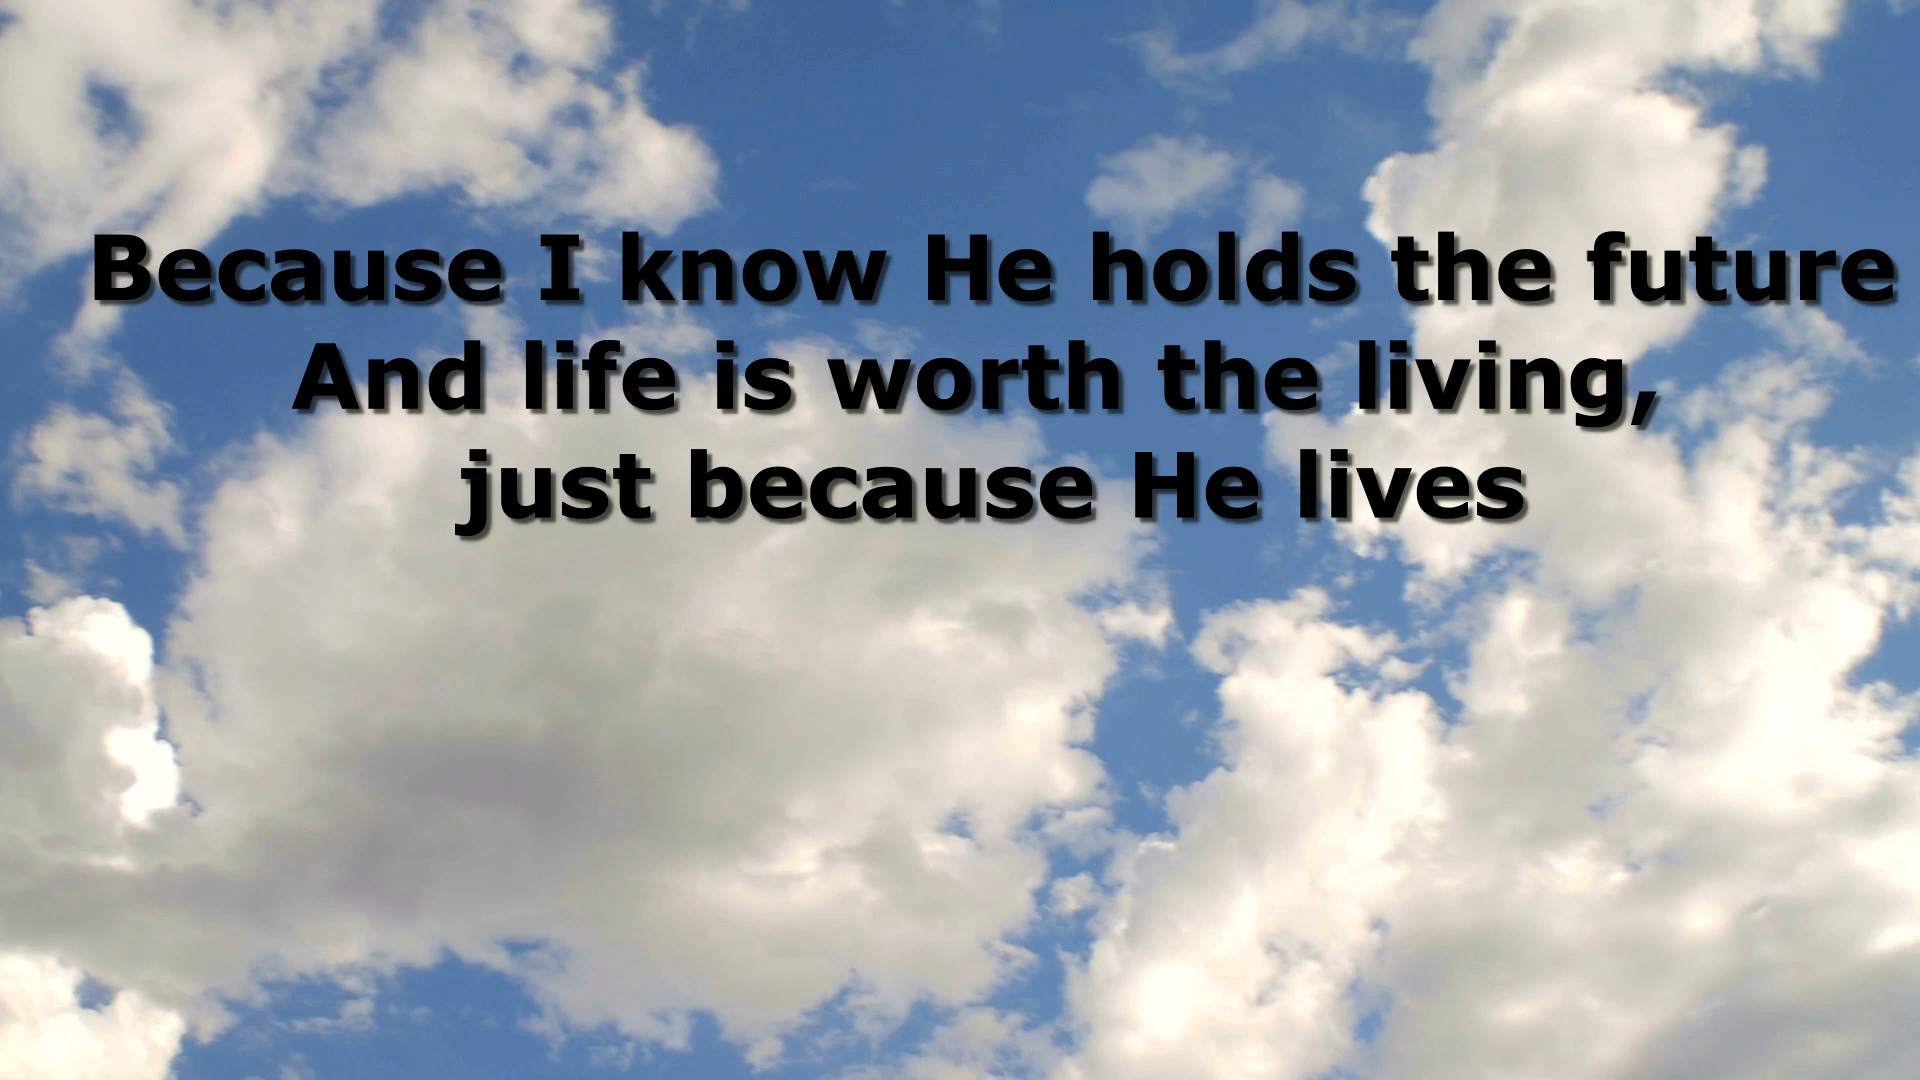 Because I know He holds the future
And life is worth the living,
just because He lives